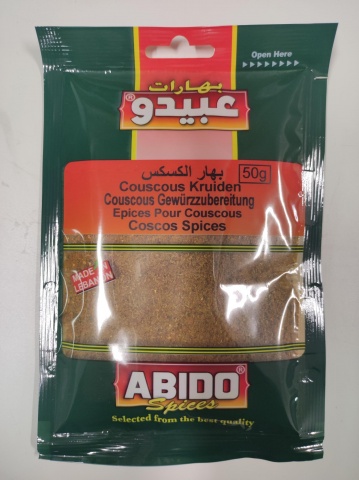 Open Here
بهارات
عبيدو®
بهار الكسكس
50g
Couscous Kruiden
Couscous Gewürzzubereitung
Epices Pour Couscous
Coscos Spices
MADE IN
LEBANON
ABIDO®
Spices
Selected from the best quality